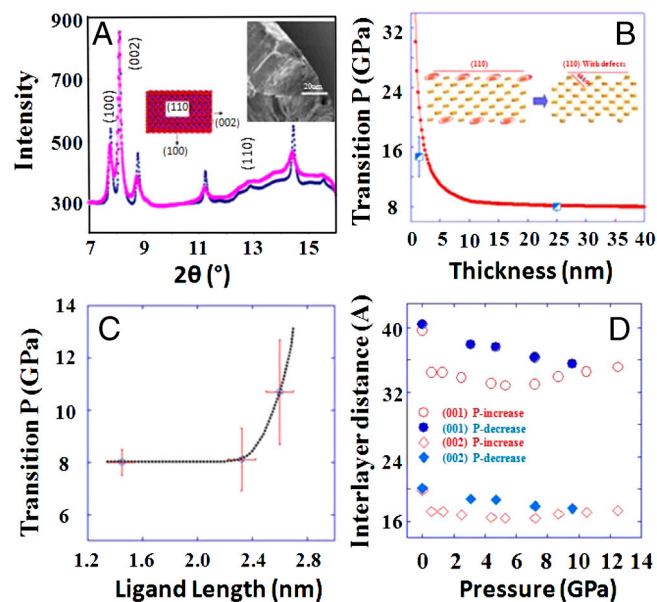 A
900
700
500
300
Intensity
(100)
(002)
(110)
(002)
(100)
(110)
20nm
7 9 11 13 15
2θ (°)
B
32
24
16
8
Transition P (GPa)
(110)
(110) With defects
0 5 10 15 20 25 30 35 40
Thickness (nm)
C
14
12
10
8
6
Transition P (GPa)
1.2 1.6 2.0 2.4 2.8
Ligand Length (nm)
D
40
32
24
16
Interlayer distance (A)
(001) P-increase
(001) P-decrease
(002) P-increase
(002) P-decrease
0 2 4 6 8 10 12 14
Pressure (GPa)